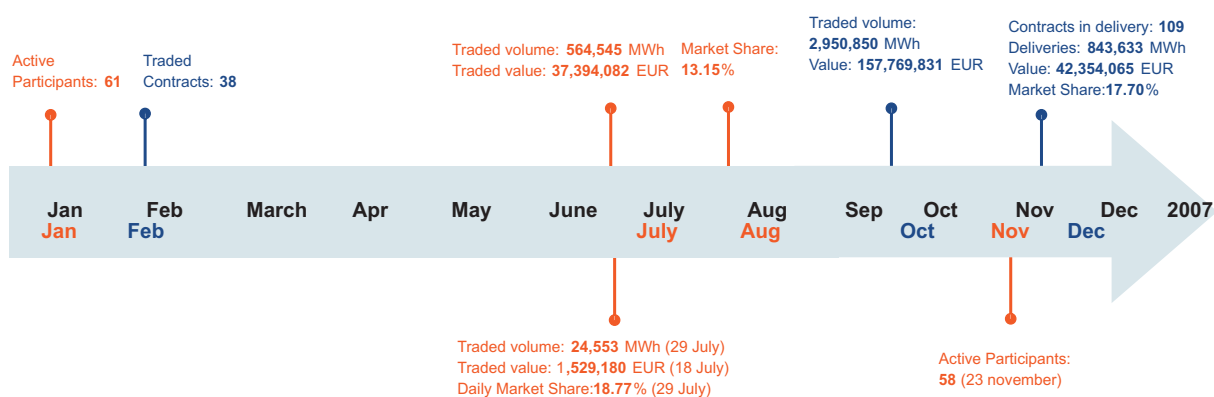 Active
Participants: 61
Traded
Contracts: 38
Traded volume: 564,545 MWh
Traded value: 37,394,082 EUR
Market Share:
13.15%
Traded volume:
2,950,850 MWh
Value: 157,769,831 EUR
Contracts in delivery: 109
Deliveries: 843,633 MWh
Value: 42,354,065 EUR
Market Share:17.70%
Jan Feb March Apr May June July Aug Sep Oct Nov Dec 2007
Jan Feb July Aug Oct Nov Dec
Traded volume: 24,553 MWh (29 July)
Traded value: 1,529,180 EUR (18 July)
Daily Market Share:18.77% (29 July)
Active Participants:
58 (23 november)